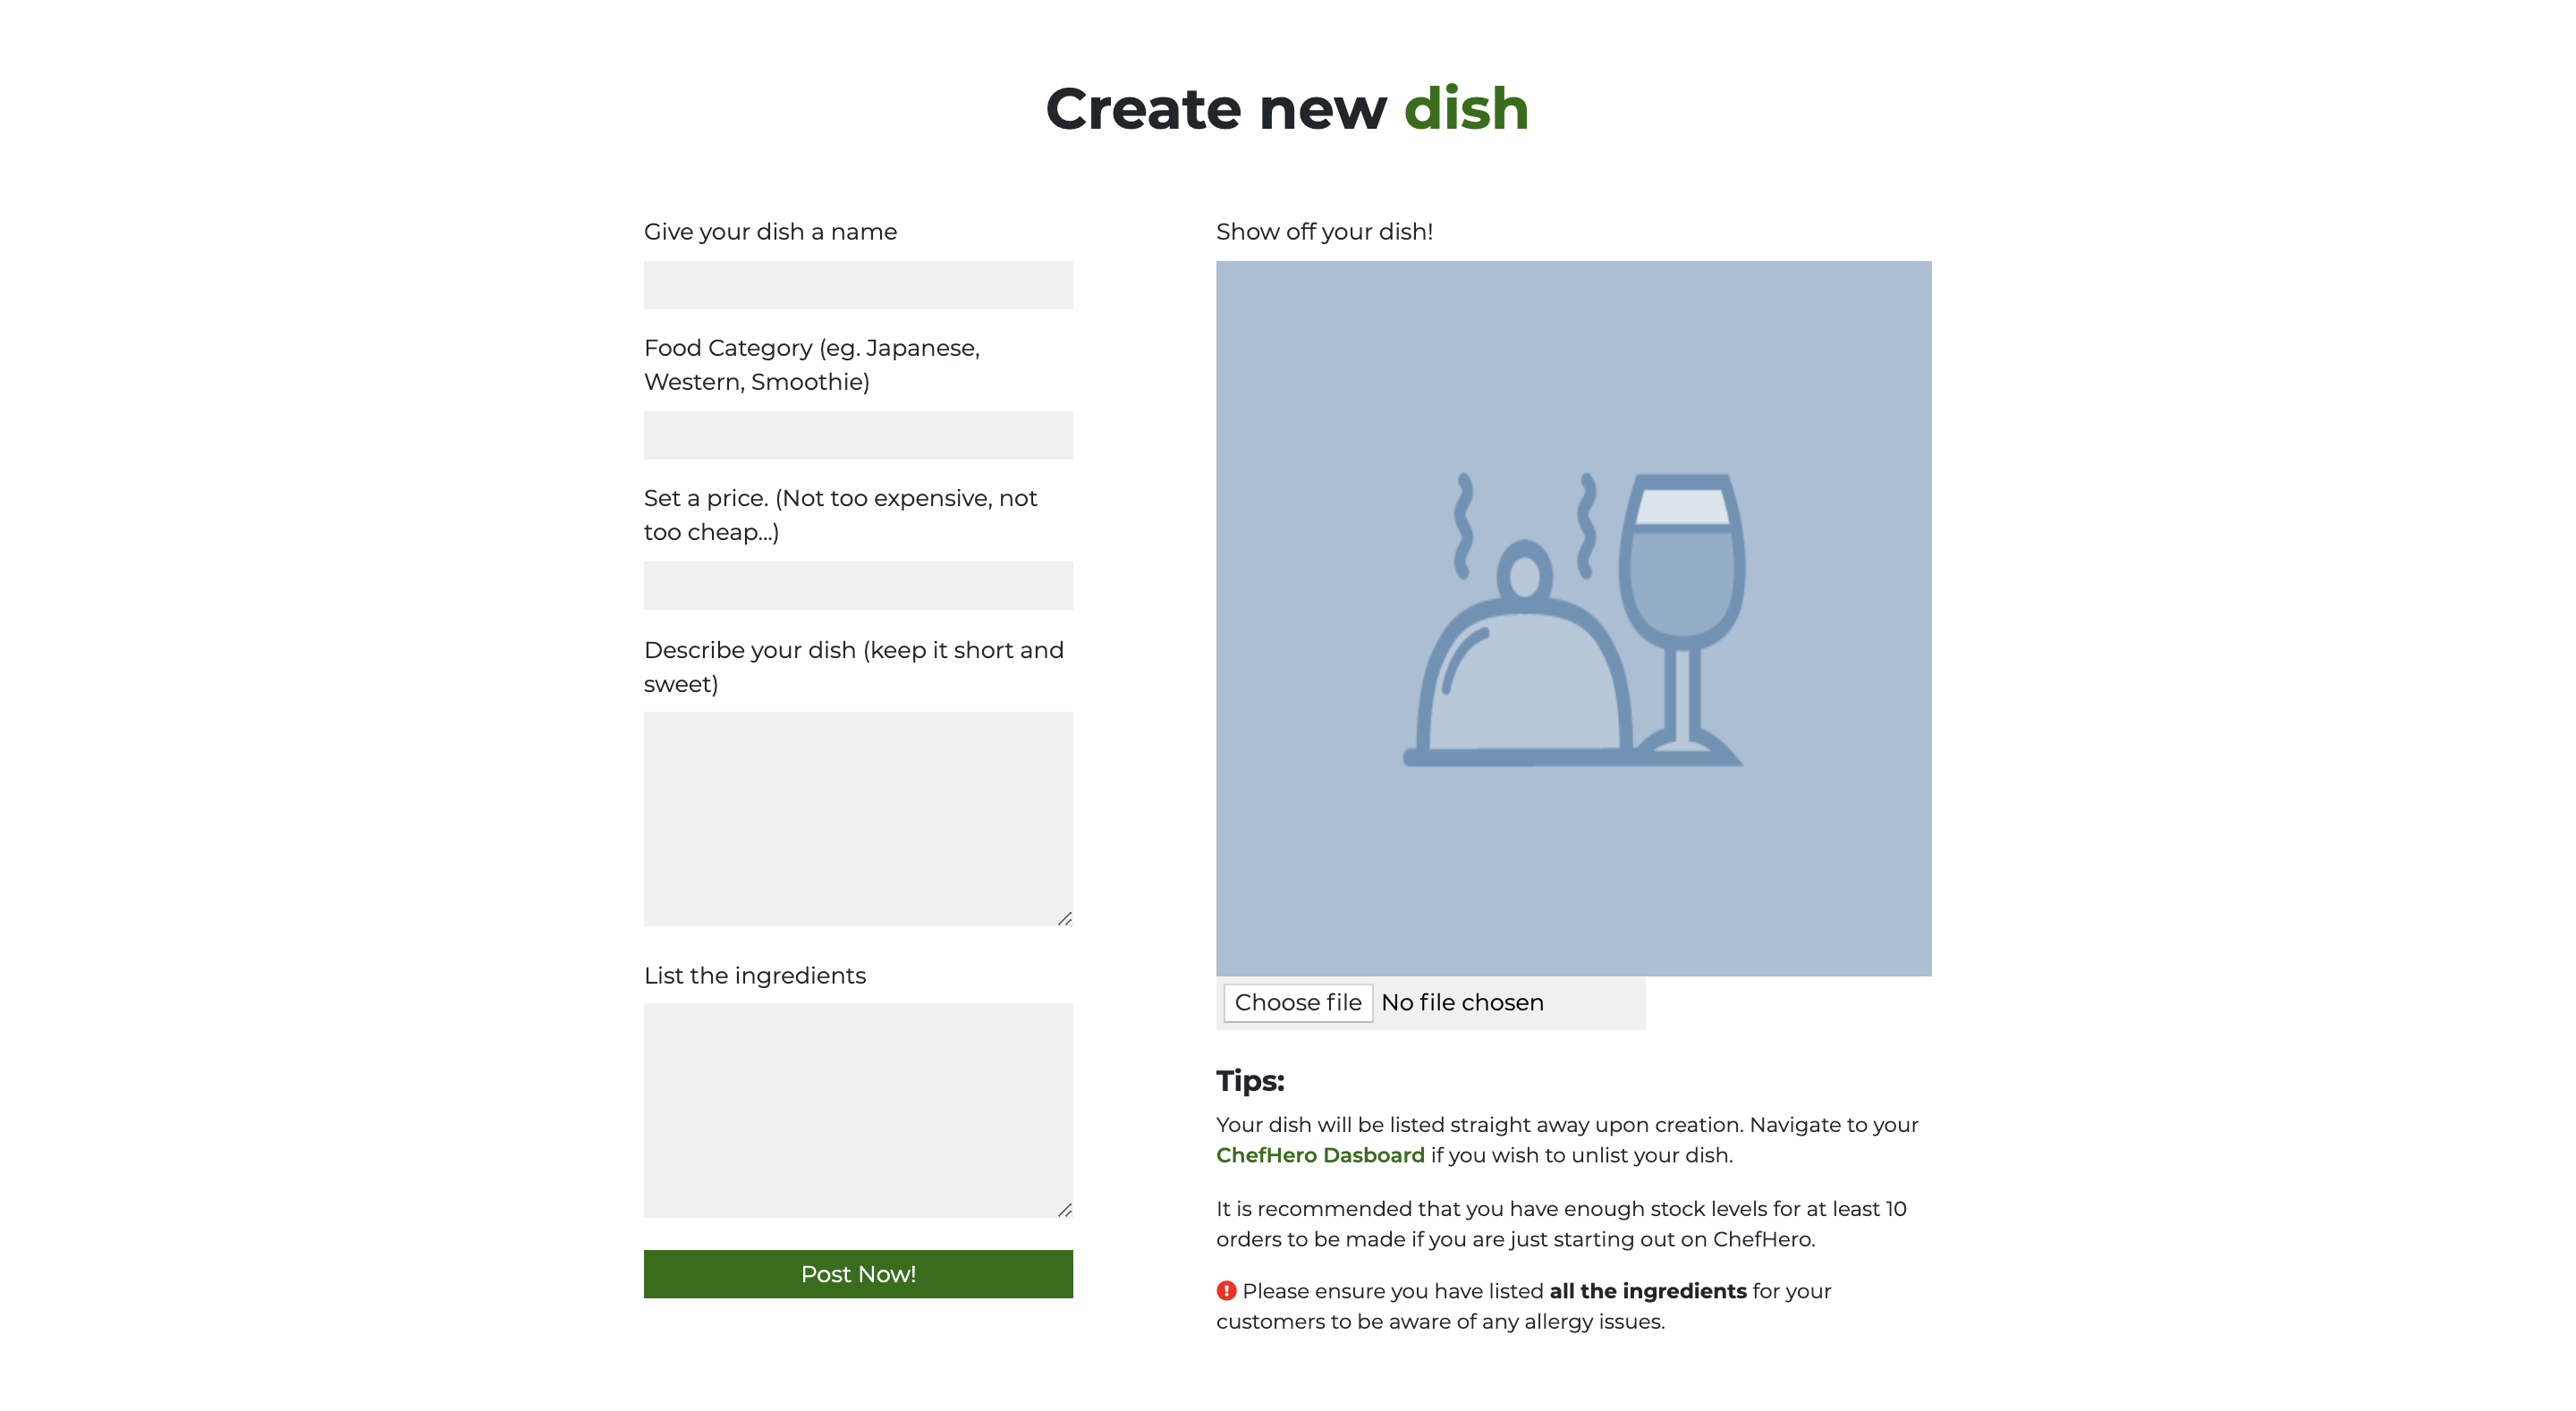 Create new dish
Give your dish a name
Food Category (eg. Japanese,
Western, Smoothie)
Set a price. (Not too expensive, not
too cheap...)
Describe your dish (keep it short and
sweet)
List the ingredients
Post Now!
Show off your dish!
Choose file No file chosen
Tips:
Your dish will be listed straight away upon creation. Navigate to your
ChefHero Dasboard if you wish to unlist your dish.
It is recommended that you have enough stock levels for at least 10
orders to be made if you are just starting out on ChefHero.
Please ensure you have listed all the ingredients for your
customers to be aware of any allergy issues.